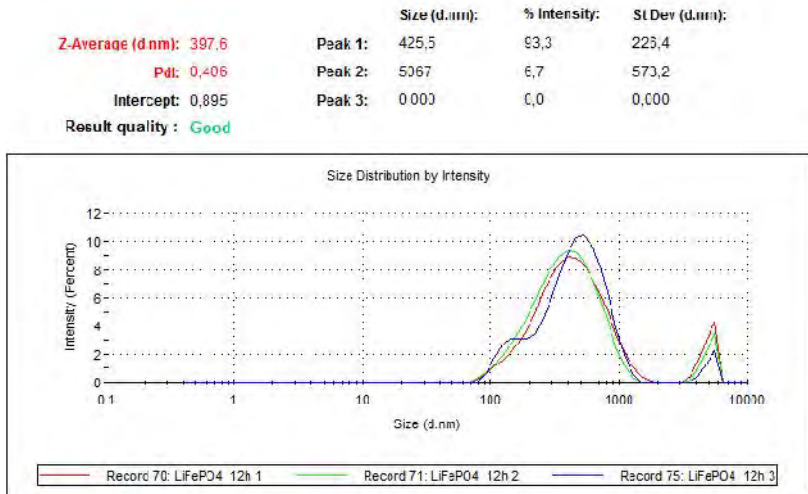 Size (d.nm): % Intensity: St Dev (d.nm):
Z-Average (d.nm): 397,6 Peak 1: 425,5 93,3 226,4
PdI: 0,406 Peak 2: 5067 6,7 573,2
Intercept: 0,895 Peak 3: 0,000 0,0 0,000
Result quality : Good
Size Distribution by Intensity
Intensity (Percent)
12
10
8
6
4
2
0
0.1 1 10 100 1000 10000
Size (d.nm)
Record 70: LiFePO4 12h 1 Record 71: LiFePO4 12h 2 Record 75: LiFePO4 12h 3